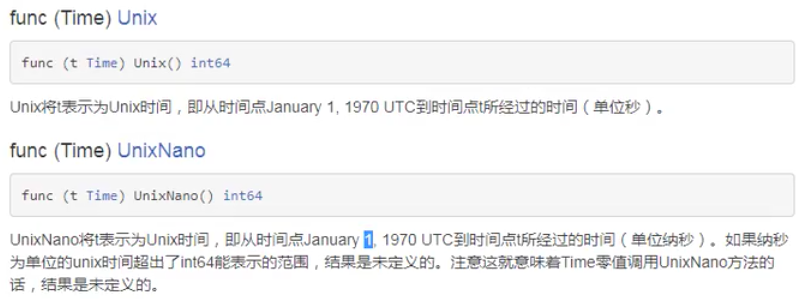 func (Time) Unix
func (t Time) Unix() int64
Unix将t表示为Unix时间，即从时间点January 1, 1970 UTC到时间点t所经过的时间（单位秒）。
func (Time) UnixNano
func (t Time) UnixNano() int64
UnixNano将t表示为Unix时间，即从时间点January 1, 1970 UTC到时间点t所经过的时间（单位纳秒）。如果纳秒
为单位的unix时间超出了int64能表示的范围，结果是未定义的。注意这就意味着Time零值调用UnixNano方法的
话，结果是未定义的。